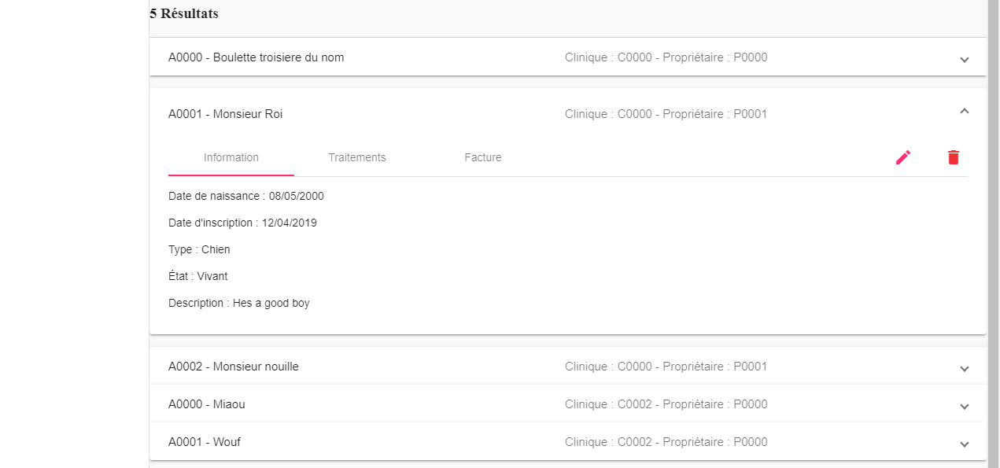 5 Résultats
A0000 - Boulette troisiere du nom Clinique : C0000 - Propriétaire : P0000
A0001 - Monsieur Roi Clinique : C0000 - Propriétaire : P0001
Information Traitements Facture
Date de naissance : 08/05/2000
Date d'inscription : 12/04/2019
Type : Chien
État : Vivant
Description : Hes a good boy
A0002 - Monsieur nouille Clinique : C0000 - Propriétaire : P0001
A0000 - Miaou Clinique : C0002 - Propriétaire : P0000
A0001 - Wouf Clinique : C0002 - Propriétaire : P0000